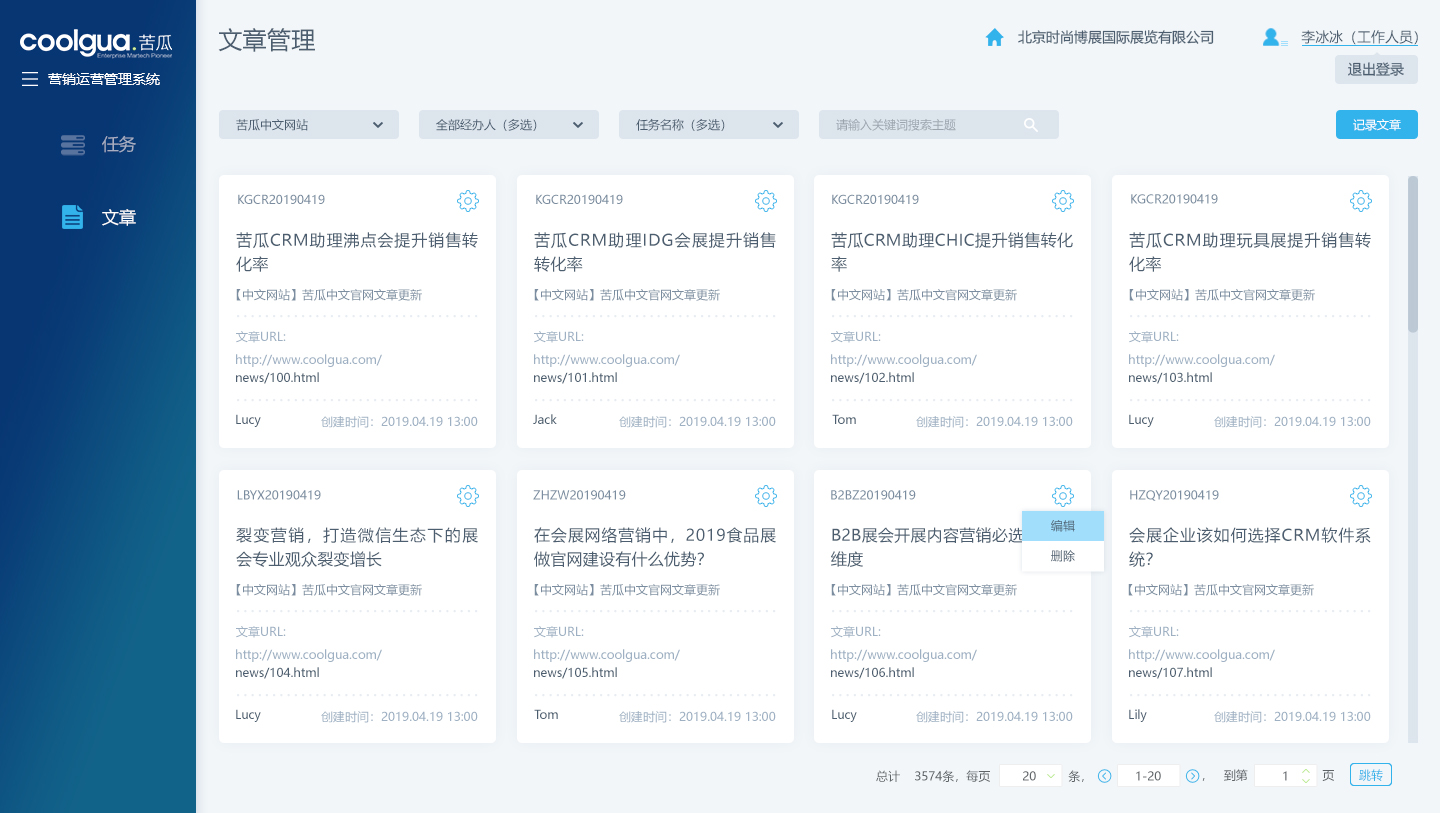 coolgua.苦瓜
Enterprise Martech Pioneer
营销运营管理系统
任务
文章
文章管理
北京时尚博展国际展览有限公司
李冰冰（工作人员）
退出登录
苦瓜中文网站
全部经办人（多选）
任务名称（多选）
请输入关键词搜索主题
记录文章
KGCR20190419
苦瓜CRM助理沸点会提升销售转
化率
【中文网站】苦瓜中文官网文章更新
文章URL:
http://www.coolgua.com/
news/100.html
Lucy
创建时间：2019.04.19 13:00
KGCR20190419
苦瓜CRM助理IDG会展提升销售
转化率
【中文网站】苦瓜中文官网文章更新
文章URL:
http://www.coolgua.com/
news/101.html
Jack
创建时间：2019.04.19 13:00
KGCR20190419
苦瓜CRM助理CHIC提升销售转化
率
【中文网站】苦瓜中文官网文章更新
文章URL:
http://www.coolgua.com/
news/102.html
Tom
创建时间：2019.04.19 13:00
KGCR20190419
苦瓜CRM助理玩具展提升销售转
化率
【中文网站】苦瓜中文官网文章更新
文章URL:
http://www.coolgua.com/
news/103.html
Lucy
创建时间：2019.04.19 13:00
LBYX20190419
裂变营销，打造微信生态下的展
会专业观众裂变增长
【中文网站】苦瓜中文官网文章更新
文章URL:
http://www.coolgua.com/
news/104.html
Lucy
创建时间：2019.04.19 13:00
ZHZW20190419
在会展网络营销中，2019食品展
做官网建设有什么优势？
【中文网站】苦瓜中文官网文章更新
文章URL:
http://www.coolgua.com/
news/105.html
Tom
创建时间：2019.04.19 13:00
B2BZ20190419
B2B展会开展内容营销必选
维度
编辑
删除
【中文网站】苦瓜中文官网文章更新
文章URL:
http://www.coolgua.com/
news/106.html
Lucy
创建时间：2019.04.19 13:00
HZQY20190419
会展企业该如何选择CRM软件系
统？
【中文网站】苦瓜中文官网文章更新
文章URL:
http://www.coolgua.com/
news/107.html
Lily
创建时间：2019.04.19 13:00
总计 3574条，每页 20 条， 1-20 ， 到第 1 页 跳转